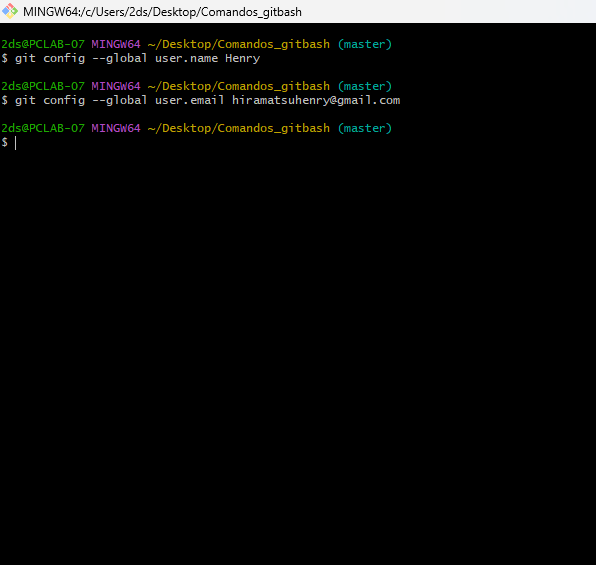 MINGW64:/c/Users/2ds/Desktop/Comandos_gitbash
2ds@PCLAB-07 MINGW64 ~/Desktop/Comandos_gitbash (master)
$ git config --global user.name Henry
2ds@PCLAB-07 MINGW64 ~/Desktop/Comandos_gitbash (master)
$ git config --global user.email hiramatsuhenry@gmail.com
2ds@PCLAB-07 MINGW64 ~/Desktop/Comandos_gitbash (master)
$